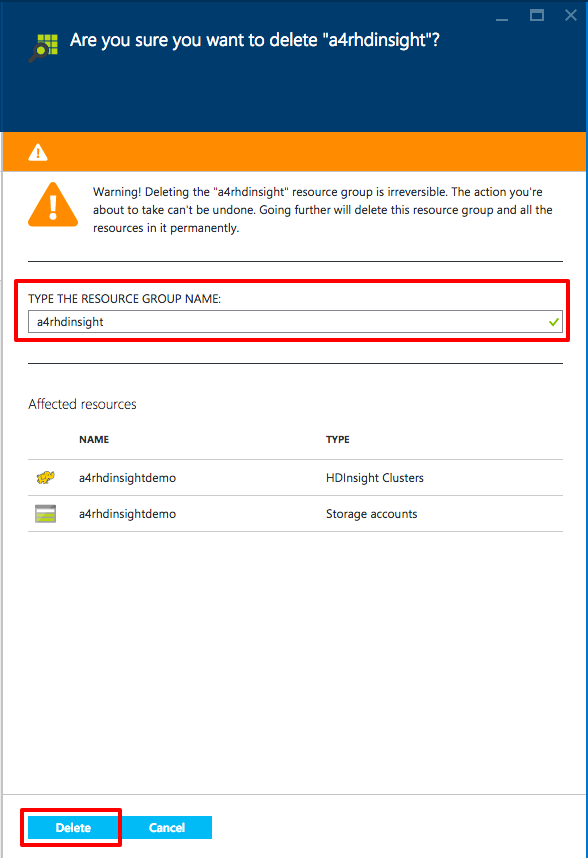 Are you sure you want to delete "a4rhdinsight"?
Warning! Deleting the "a4rhdinsight" resource group is irreversible. The action you're
about to take can't be undone. Going further will delete this resource group and all the
resources in it permanently.
TYPE THE RESOURCE GROUP NAME:
a4rhdinsight
Affected resources
NAME TYPE
a4rhdinsightdemo HDInsight Clusters
a4rhdinsightdemo Storage accounts
Delete Cancel